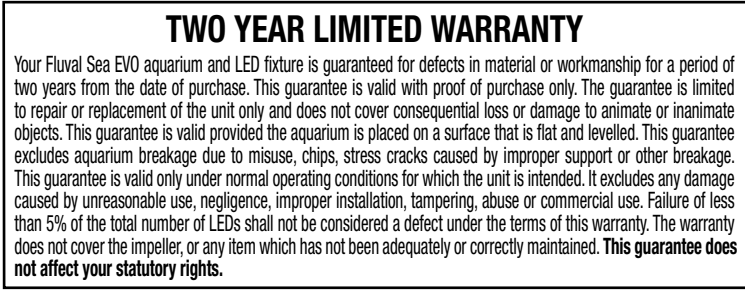 TWO YEAR LIMITED WARRANTY
Your Fluval Sea EVO aquarium and LED fixture is guaranteed for defects in material or workmanship for a period of
two years from the date of purchase. This guarantee is valid with proof of purchase only. The guarantee is limited
to repair or replacement of the unit only and does not cover consequential loss or damage to animate or inanimate
objects. This guarantee is valid provided the aquarium is placed on a surface that is flat and levelled. This guarantee
excludes aquarium breakage due to misuse, chips, stress cracks caused by improper support or other breakage.
This guarantee is valid only under normal operating conditions for which the unit is intended. It excludes any damage
caused by unreasonable use, negligence, improper installation, tampering, abuse or commercial use. Failure of less
than 5% of the total number of LEDs shall not be considered a defect under the terms of this warranty. The warranty
does not cover the impeller, or any item which has not been adequately or correctly maintained. This guarantee does
not affect your statutory rights.